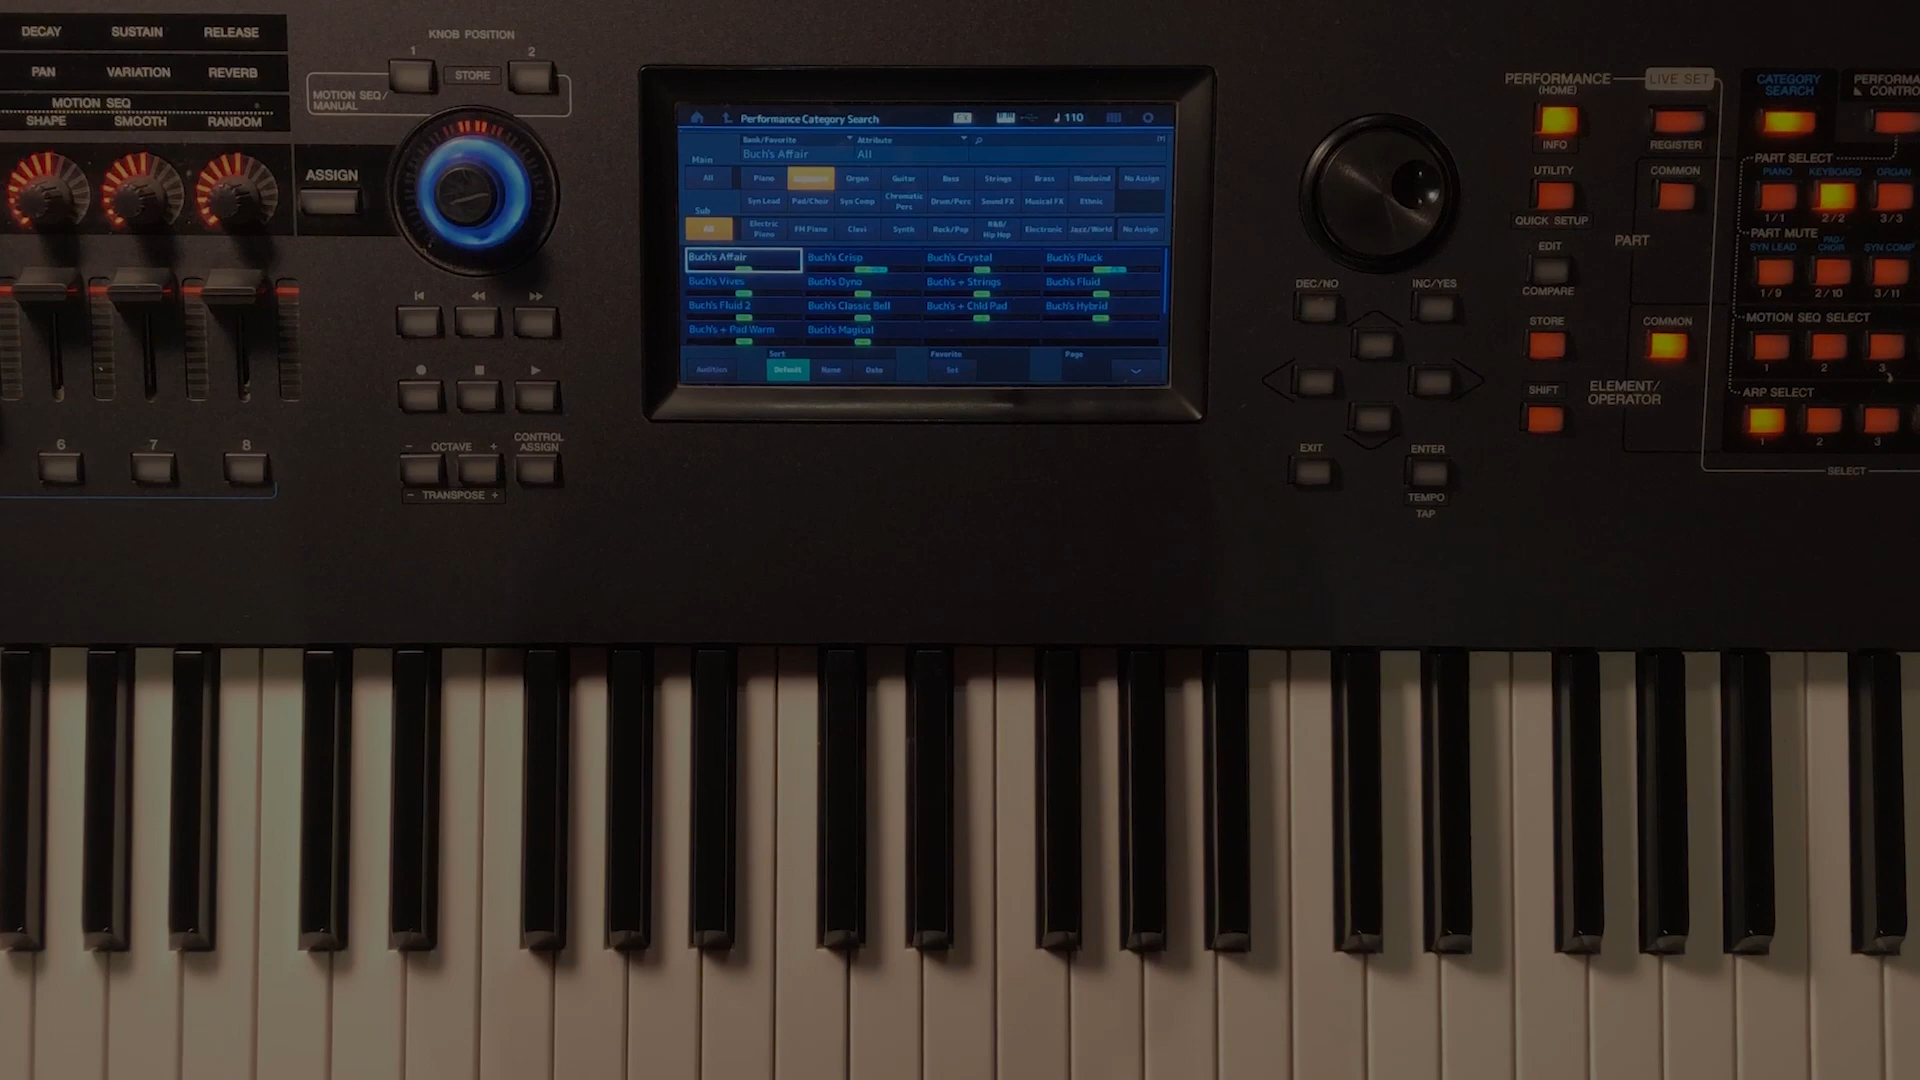 DECAY SUSTAIN RELEASE
PAN VARIATION REVERB
MOTION SEQ
SHAPE SMOOTH RANDOM
KNOB POSITION
1 STORE 2
MOTION SEQ/
MANUAL
ASSIGN
6 7 8
OCTAVE
- +
- TRANSPOSE +
CONTROL
ASSIGN
Performance Category Search
FX
110
Bank/Favorite Attribute
Buch's Affair All
Main
All Piano Organ Guitar Bass Strings Brass Woodwind No Assign
Syn Lead Pad/Choir Syn Comp Chromatic Perc Drum/Perc Sound FX Musical FX Ethnic
Sub
All Electric Piano FM Piano Clavi Synth Rock/Pop R&B/Hip Hop Electronic Jazz/World No Assign
Buch's Affair Buch's Crisp Buch's Crystal Buch's Pluck
Buch's Vives Buch's Dyno Buch's + Strings Buch's Fluid
Buch's Fluid 2 Buch's Classic Bell Buch's + Chld Pad Buch's Hybrid
Buch's + Pad Warm Buch's Magical
Sort Favorite Page
Audition Default Name Date Set
DEC/NO INC/YES
EXIT ENTER
TEMPO
TAP
PERFORMANCE
(HOME)
LIVE SET
INFO REGISTER
UTILITY COMMON
QUICK SETUP
EDIT
PART
COMPARE
STORE COMMON
SHIFT
ELEMENT/
OPERATOR
CATEGORY
SEARCH
PERFORMA
CONTRO
PART SELECT
PIANO KEYBOARD ORGAN
1/1 2/2 3/3
PART MUTE
SYN LEAD PAD/CHOIR SYN COMP
1/9 2/10 3/11
MOTION SEQ SELECT
1 2 3
ARP SELECT
1 2 3
SELECT